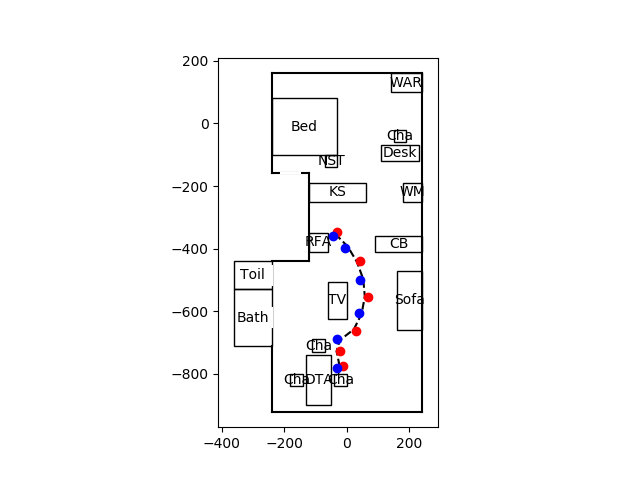 200
0
−200
−400
−600
−800
−400
−200
0
200
WAR
Bed
Cha
Desk
NST
KS
WM
RFA
CB
Toil
TV
Sofa
Bath
Cha
Cha
DTA
Cha